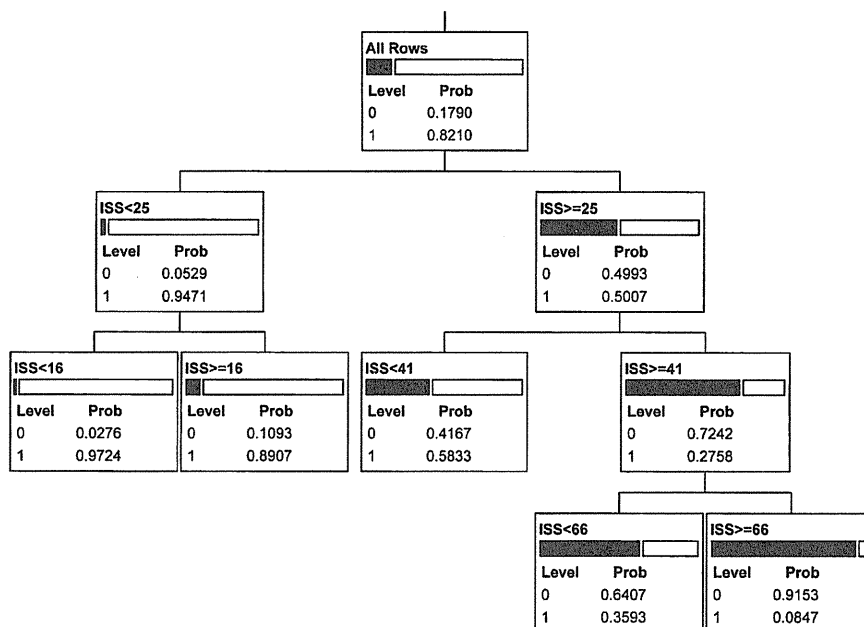 All Rows
Level Prob
0 0.1790
1 0.8210
ISS<25
Level Prob
0 0.0529
1 0.9471
ISS>=25
Level Prob
0 0.4993
1 0.5007
ISS<16
Level Prob
0 0.0276
1 0.9724
ISS>=16
Level Prob
0 0.1093
1 0.8907
ISS<41
Level Prob
0 0.4167
1 0.5833
ISS>=41
Level Prob
0 0.7242
1 0.2758
ISS<66
Level Prob
0 0.6407
1 0.3593
ISS>=66
Level Prob
0 0.9153
1 0.0847